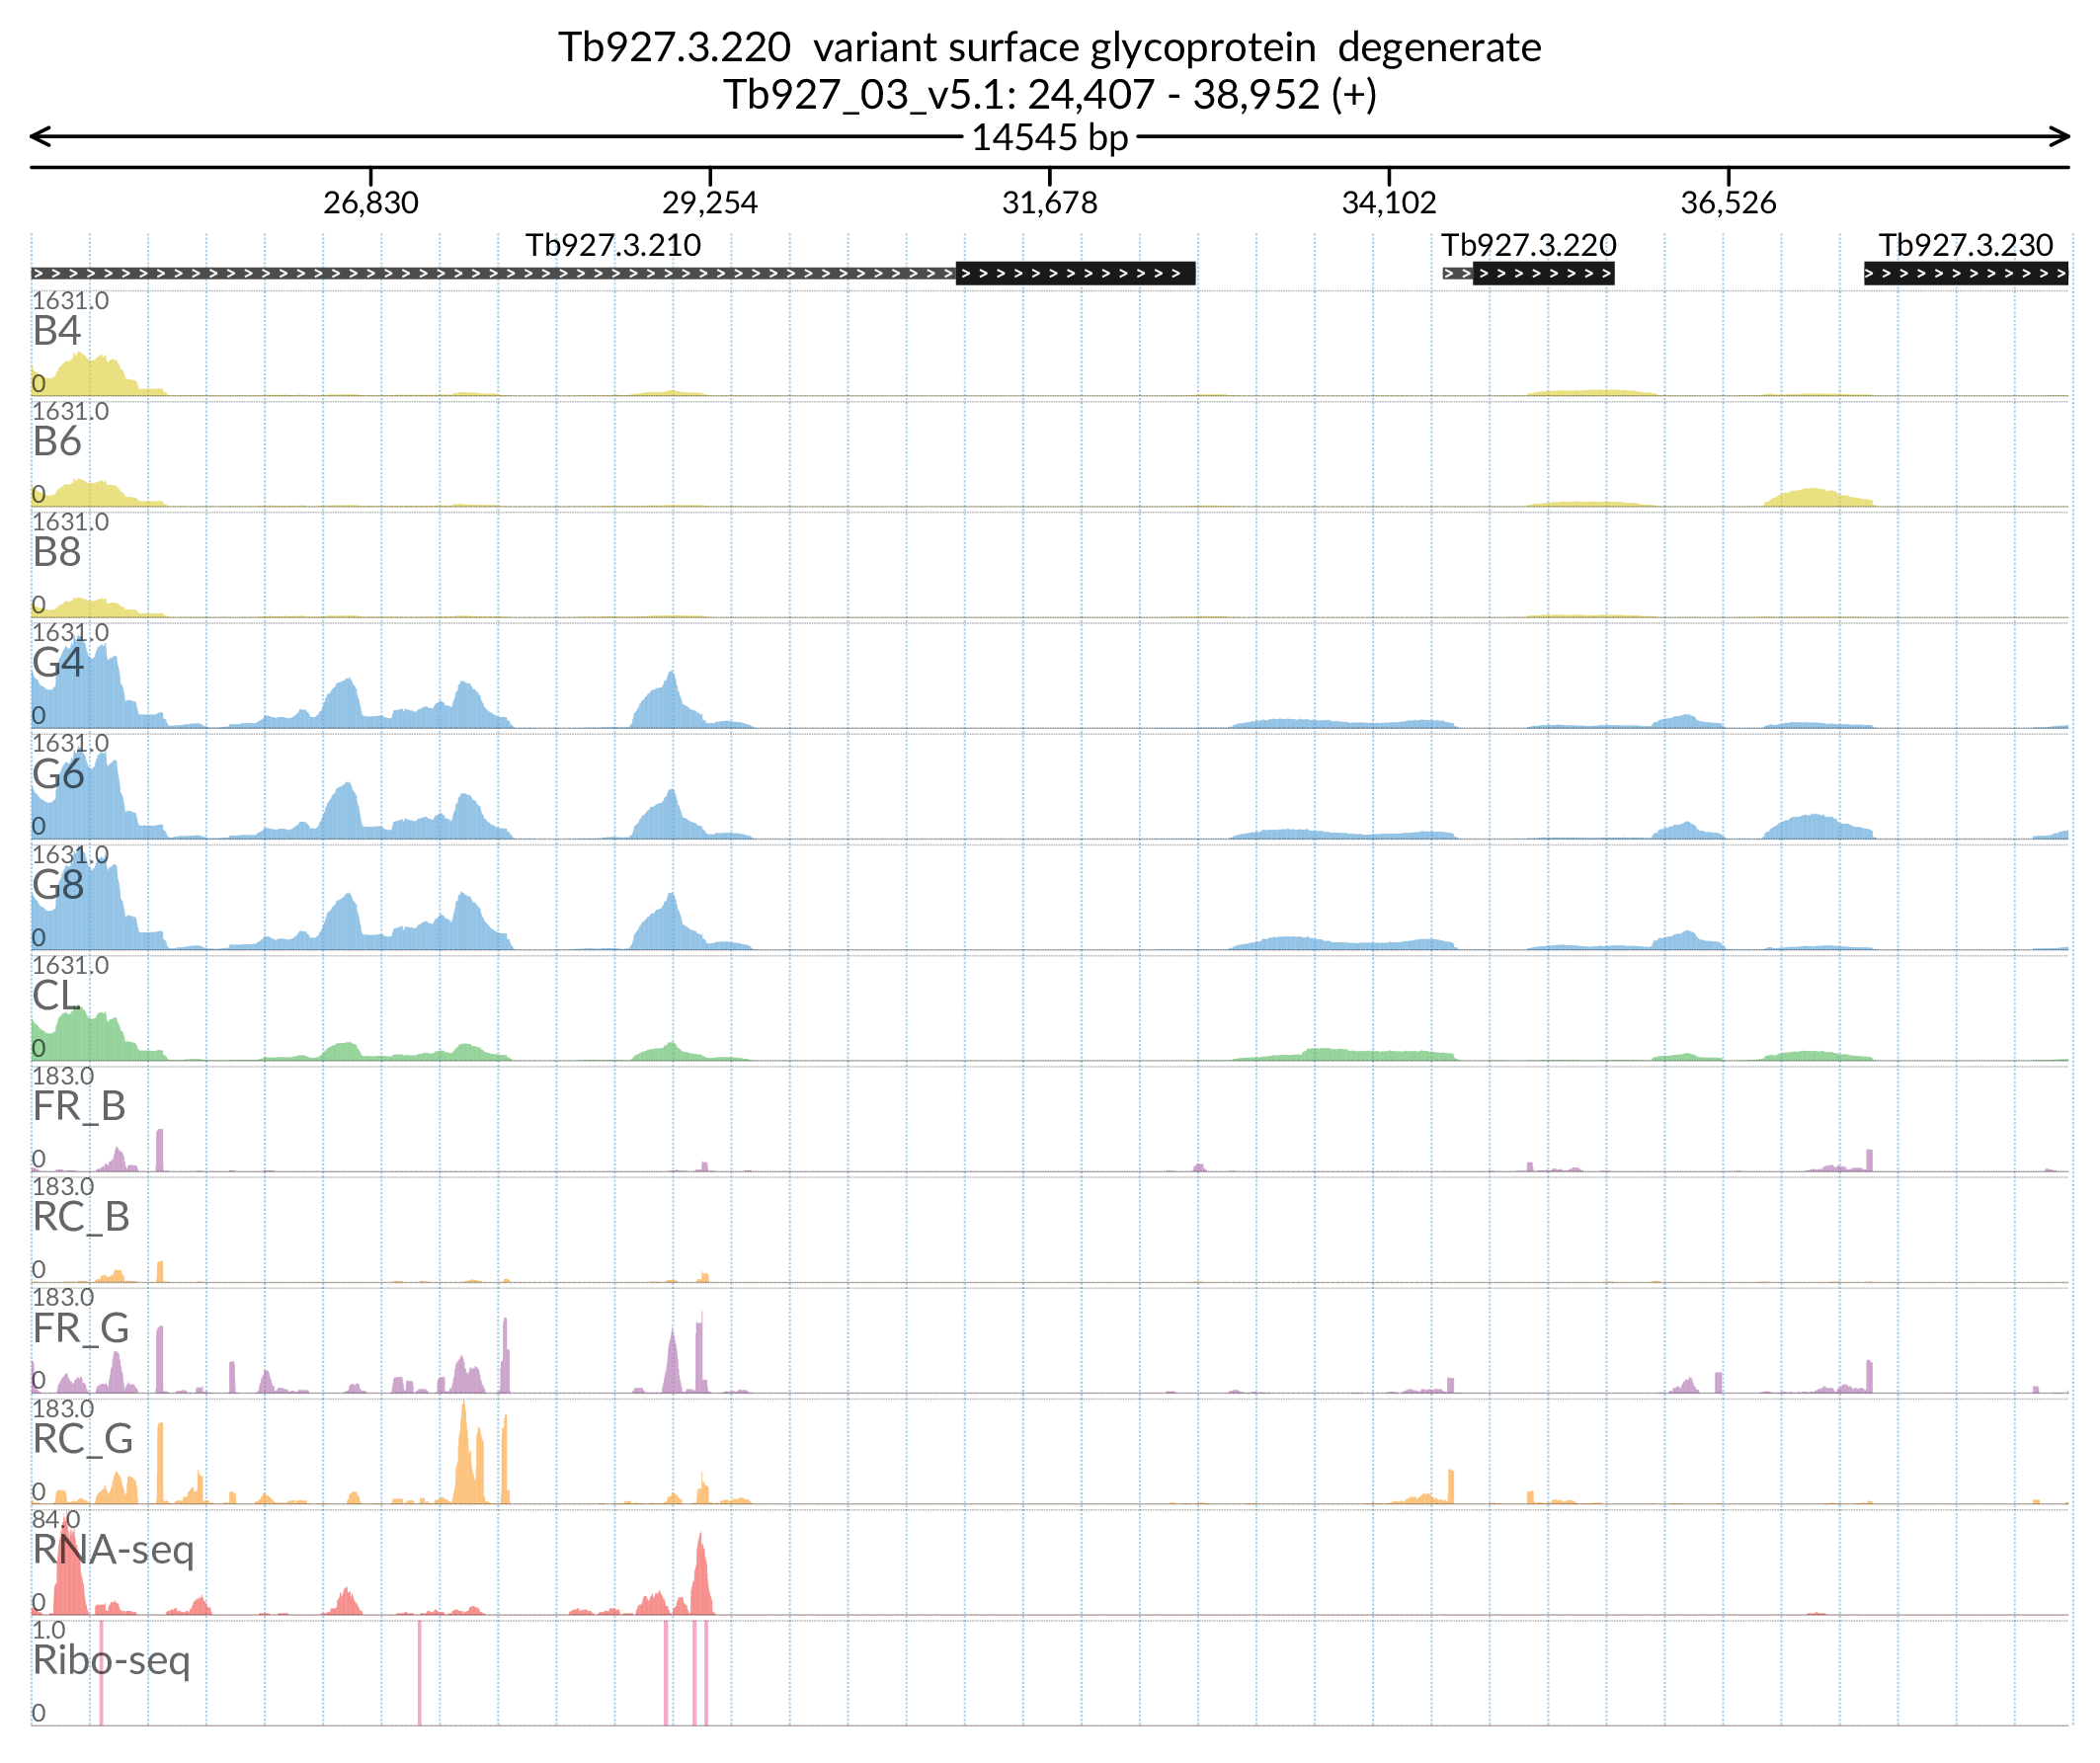 Tb927.3.220 variant surface glycoprotein degenerate
Tb927_03_v5.1: 24,407 - 38,952 (+)
14545 bp
26,830 29,254 31,678 34,102 36,526
Tb927.3.210 Tb927.3.220 Tb927.3.230
1631.0
B4
0
1631.0
B6
0
1631.0
B8
0
1631.0
G4
0
1631.0
G6
0
1631.0
G8
0
1631.0
CL
0
183.0
FR_B
0
183.0
RC_B
0
183.0
FR_G
0
183.0
RC_G
0
84.0
RNA-seq
0
1.0
Ribo-seq
0